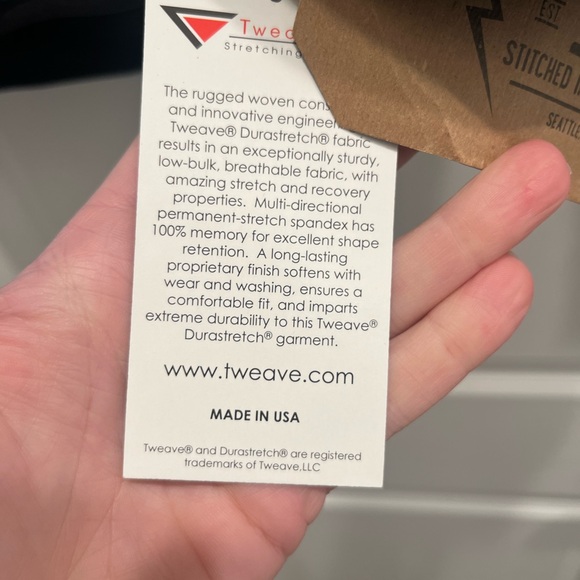 Stretching
EST.
STITCHED
The rugged woven
and innovative
Tweave® Durastretch® fabric
results in an exceptionally sturdy,
low-bulk, breathable fabric, with
amazing stretch and recovery
properties. Multi-directional
permanent-stretch spandex has
100% memory for excellent shape
retention. A long-lasting
proprietary finish softens with
wear and washing, ensures a
comfortable fit, and imparts
extreme durability to this Tweave®
Durastretch® garment.
www.tweave.com
MADE IN USA
Tweave® and Durastretch® are registered
trademarks of Tweave,LLC